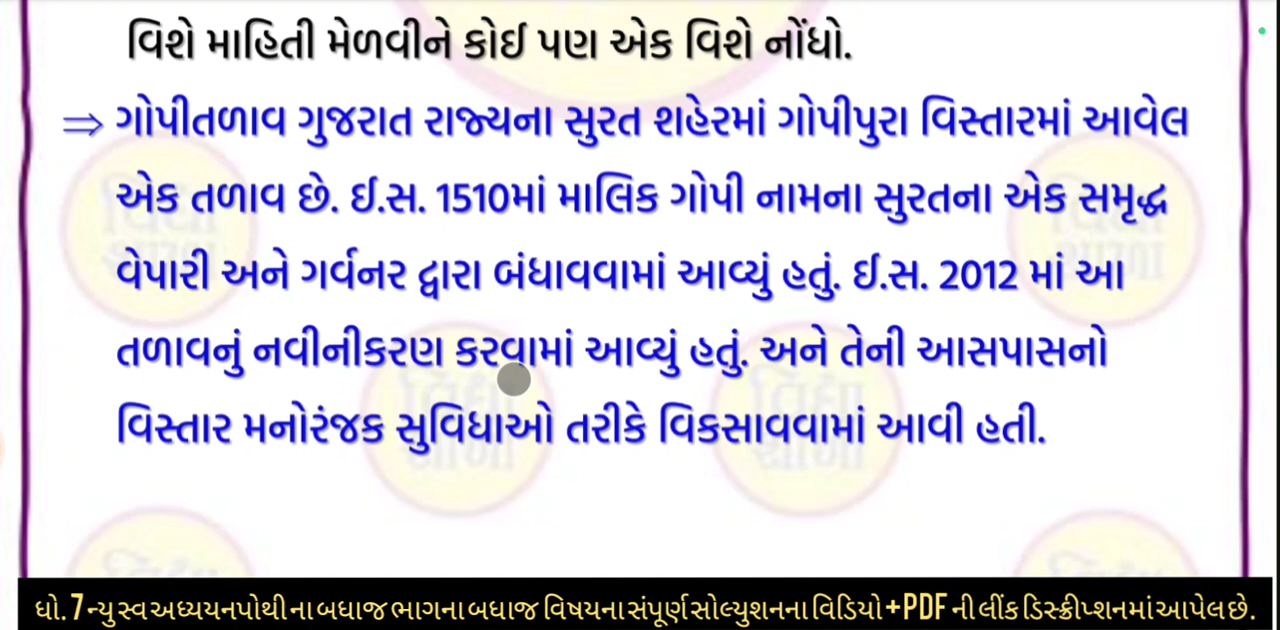 વિશે માહિતી મેળવીને કોઈ પણ એક વિશે નોંધો.
⇒ ગોપીતળાવ ગુજરાત રાજ્યના સુરત શહેરમાં ગોપીપુરા વિસ્તારમાં આવેલ
એક તળાવ છે. ઈ.સ. 1510માં માલિક ગોપી નામના સુરતના એક સમૃદ્ધ
વેપારી અને ગર્વનર દ્વારા બંધાવવામાં આવ્યું હતું. ઈ.સ. 2012 માં આ
તળાવનું નવીનીકરણ કરવામાં આવ્યું હતું. અને તેની આસપાસનો
વિસ્તાર મનોરંજક સુવિધાઓ તરીકે વિકસાવવામાં આવી હતી.
ધો. 7 ન્યુ સ્વ અધ્યયનપોથી ના બધાજ ભાગના બધાજ વિષયના સંપૂર્ણ સોલ્યુશનના વિડિયો + PDF ની લીંક ડિસ્ક્રીપ્શનમાં આપેલ છે.